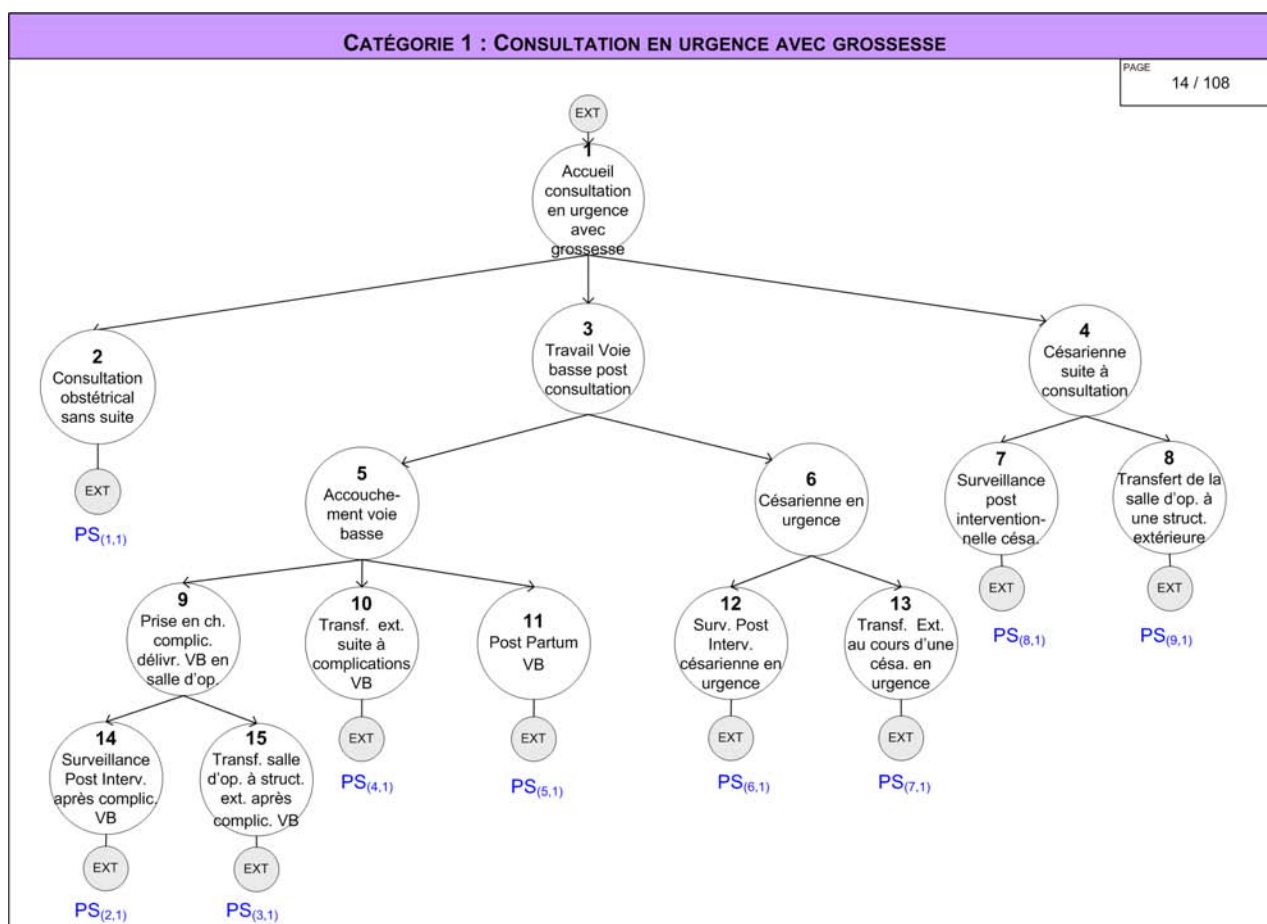 CATÉGORIE 1 : CONSULTATION EN URGENCE AVEC GROSSESSE
PAGE
14 / 108
EXT
1
Accueil
consultation
en urgence
avec
grossesse
2
Consultation
obstétrical
sans suite
EXT
PS(1,1)
3
Travail Voie
basse post
consultation
4
Césarienne
suite à
consultation
5
Accouche-
ment voie
basse
6
Césarienne en
urgence
7
Surveillance
post
intervention-
nelle césa.
EXT
PS(8,1)
8
Transfert de la
salle d'op. à
une struct.
extérieure
EXT
PS(9,1)
9
Prise en ch.
complic.
délivr. VB en
salle d'op.
10
Transf. ext.
suite à
complications
VB
EXT
PS(4,1)
11
Post Partum
VB
EXT
PS(5,1)
12
Surv. Post
Interv.
césarienne en
urgence
EXT
PS(6,1)
13
Transf. Ext.
au cours d'une
césa. en
urgence
EXT
PS(7,1)
14
Surveillance
Post Interv.
après complic.
VB
EXT
PS(2,1)
15
Transf. salle
d'op. à struct.
ext. après
complic. VB
EXT
PS(3,1)